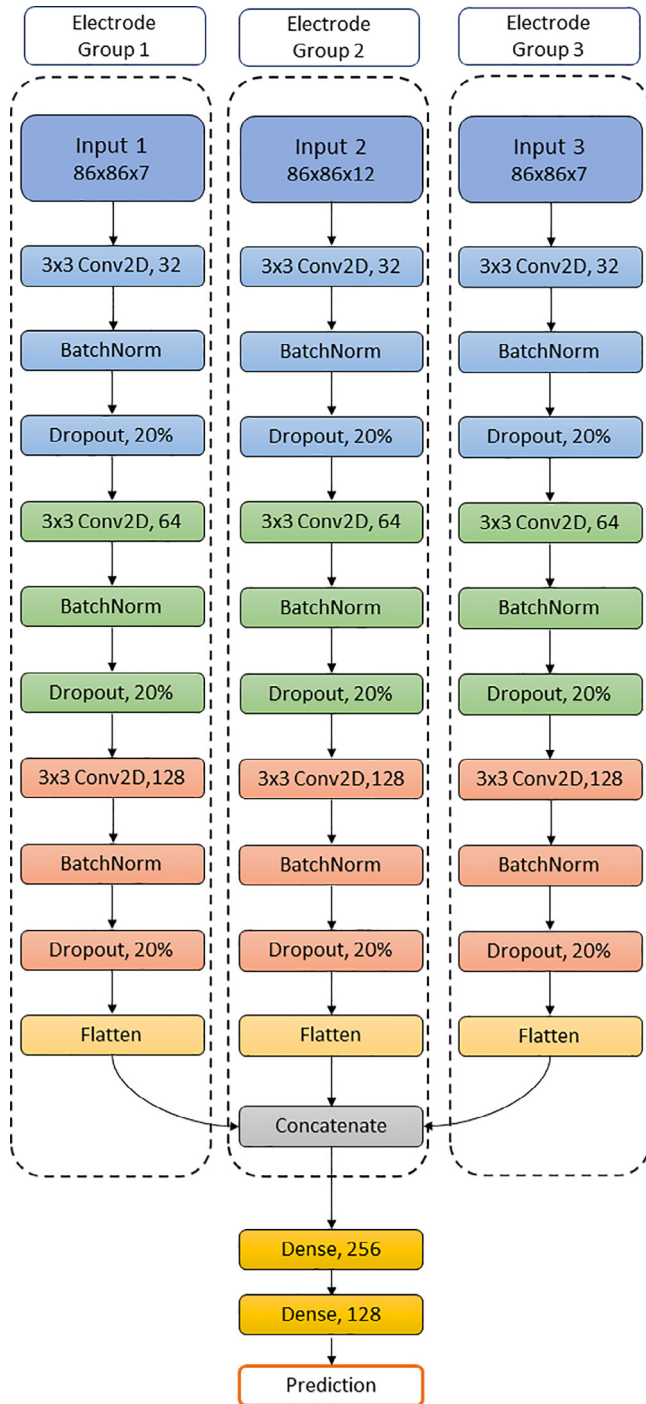 Electrode
Group 1
Electrode
Group 2
Electrode
Group 3
Input 1
86x86x7
Input 2
86x86x12
Input 3
86x86x7
3x3 Conv2D, 32
3x3 Conv2D, 32
3x3 Conv2D, 32
BatchNorm
BatchNorm
BatchNorm
Dropout, 20%
Dropout, 20%
Dropout, 20%
3x3 Conv2D, 64
3x3 Conv2D, 64
3x3 Conv2D, 64
BatchNorm
BatchNorm
BatchNorm
Dropout, 20%
Dropout, 20%
Dropout, 20%
3x3 Conv2D,128
3x3 Conv2D,128
3x3 Conv2D,128
BatchNorm
BatchNorm
BatchNorm
Dropout, 20%
Dropout, 20%
Dropout, 20%
Flatten
Flatten
Flatten
Concatenate
Dense, 256
Dense, 128
Prediction